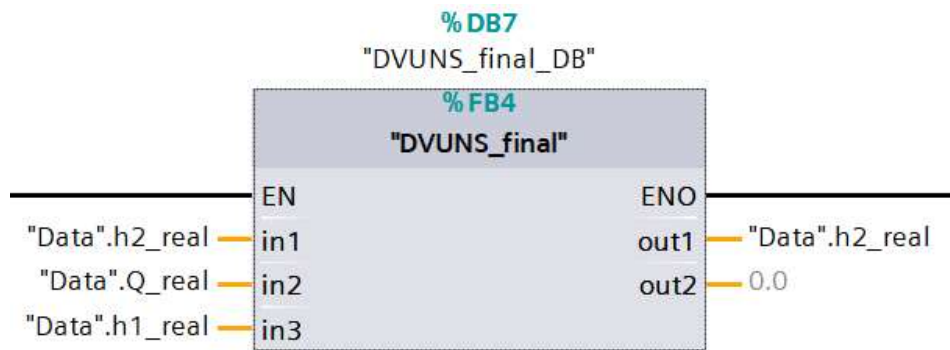 %DB7
"DVUNS_final_DB"
%FB4
"DVUNS_final"
EN ENO
"Data".h2_real in1 out1 "Data".h2_real
"Data".Q_real in2 out2 0.0
"Data".h1_real in3